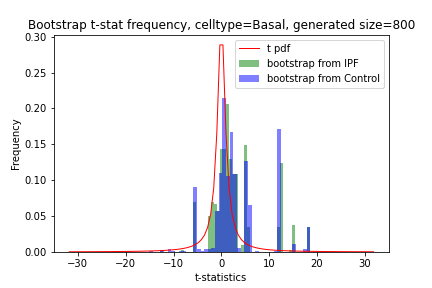 Bootstrap t-stat frequency, celltype=Basal, generated size=800
0.30
0.25
0.20
0.15
0.10
0.05
0.00
Frequency
t pdf
bootstrap from IPF
bootstrap from Control
−30 −20 −10 0 10 20 30
t-statistics